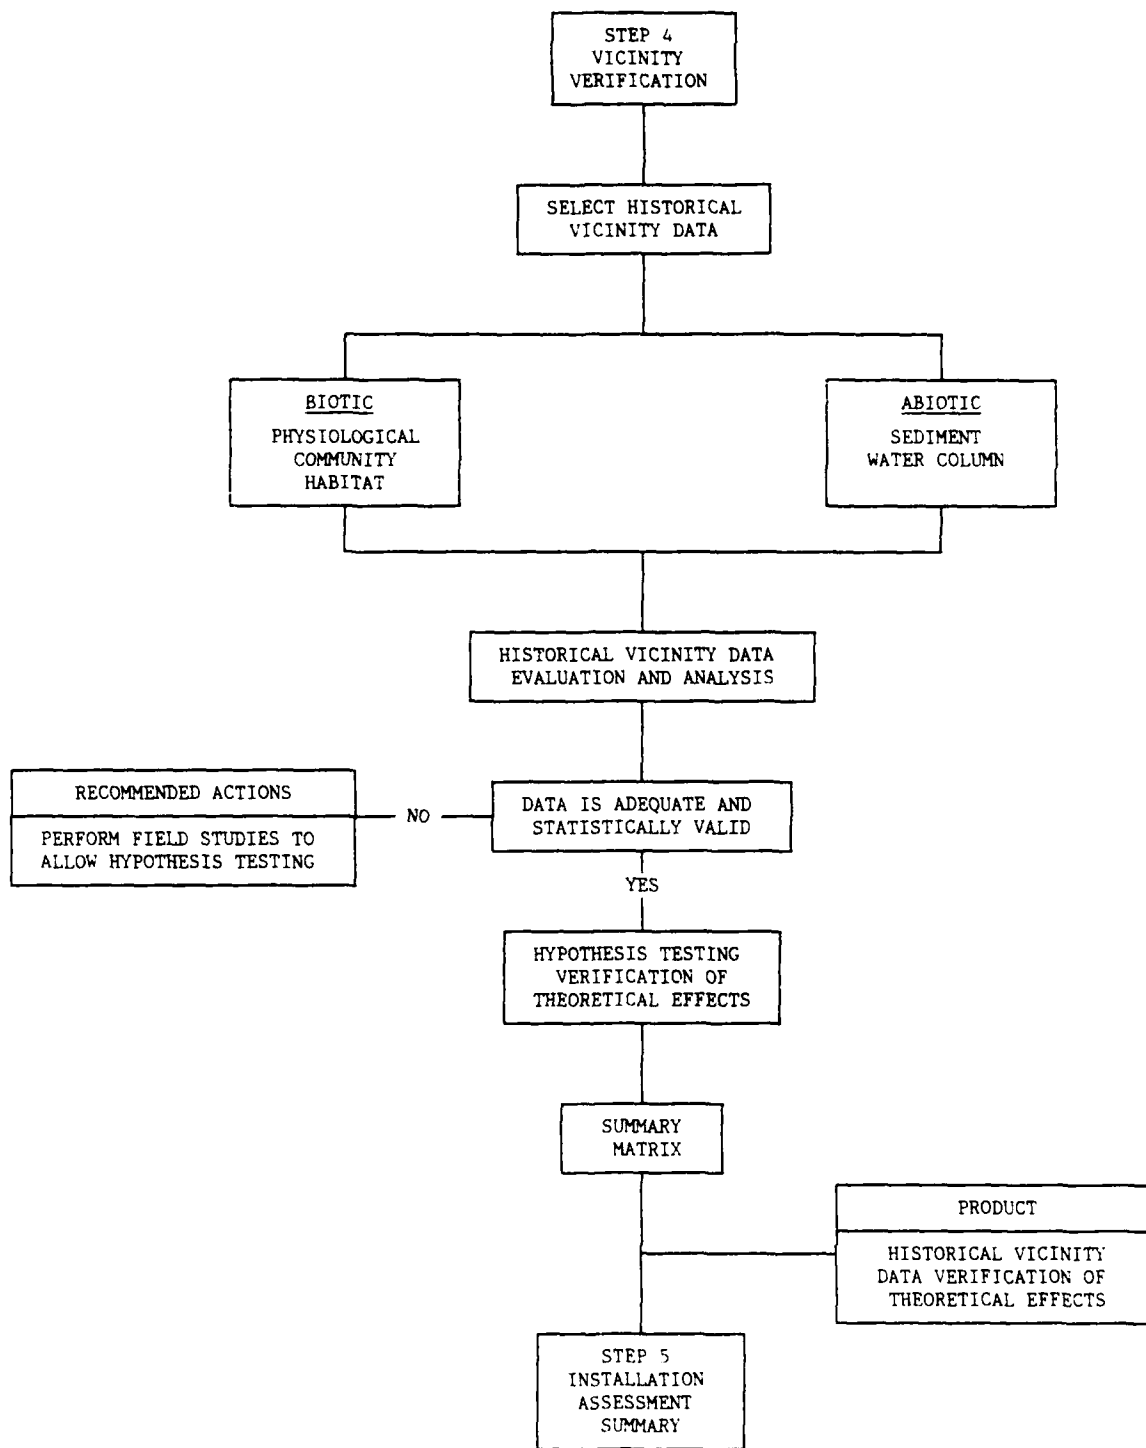 STEP 4
VICINITY
VERIFICATION
SELECT HISTORICAL
VICINITY DATA
BIOTIC
PHYSIOLOGICAL
COMMUNITY
HABITAT
ABIOTIC
SEDIMENT
WATER COLUMN
HISTORICAL VICINITY DATA
EVALUATION AND ANALYSIS
RECOMMENDED ACTIONS
PERFORM FIELD STUDIES TO
ALLOW HYPOTHESIS TESTING
NO
DATA IS ADEQUATE AND
STATISTICALLY VALID
YES
HYPOTHESIS TESTING
VERIFICATION OF
THEORETICAL EFFECTS
SUMMARY
MATRIX
PRODUCT
HISTORICAL VICINITY
DATA VERIFICATION OF
THEORETICAL EFFECTS
STEP 5
INSTALLATION
ASSESSMENT
SUMMARY